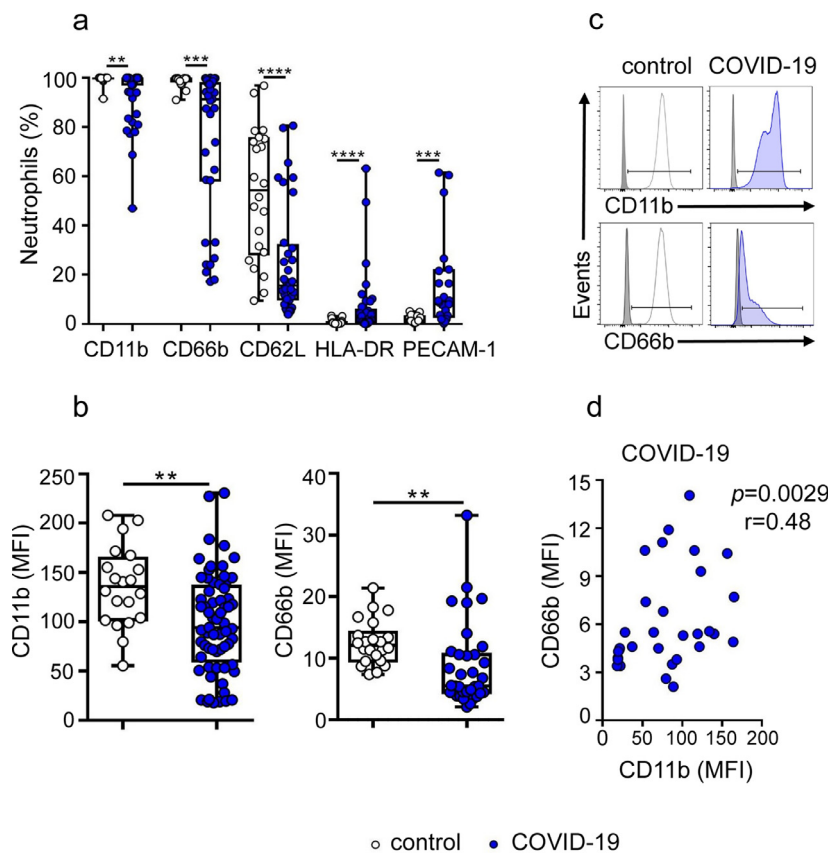 a
Neutrophils (%)
100
80
60
40
20
0
** *** **** **** ***
CD11b CD66b CD62L HLA-DR PECAM-1
c
control COVID-19
Events
CD11b
CD66b
b
CD11b (MFI)
250
200
150
100
50
0
**
CD66b (MFI)
40
30
20
10
0
**
d
COVID-19
p=0.0029
r=0.48
CD66b (MFI)
15
12
9
6
3
0
0 50 100 150 200
CD11b (MFI)
control COVID-19